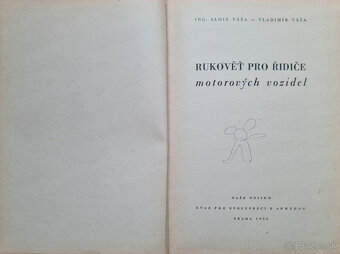 ING. ALOIS VÁŠA – VLADIMÍR VÁŠA
RUKOVĚŤ PRO ŘIDIČE
motorových vozidel
NAŠE VOJSKO
SVAZ PRO SPOLUPRÁCI S ARMÁDOU
PRAHA